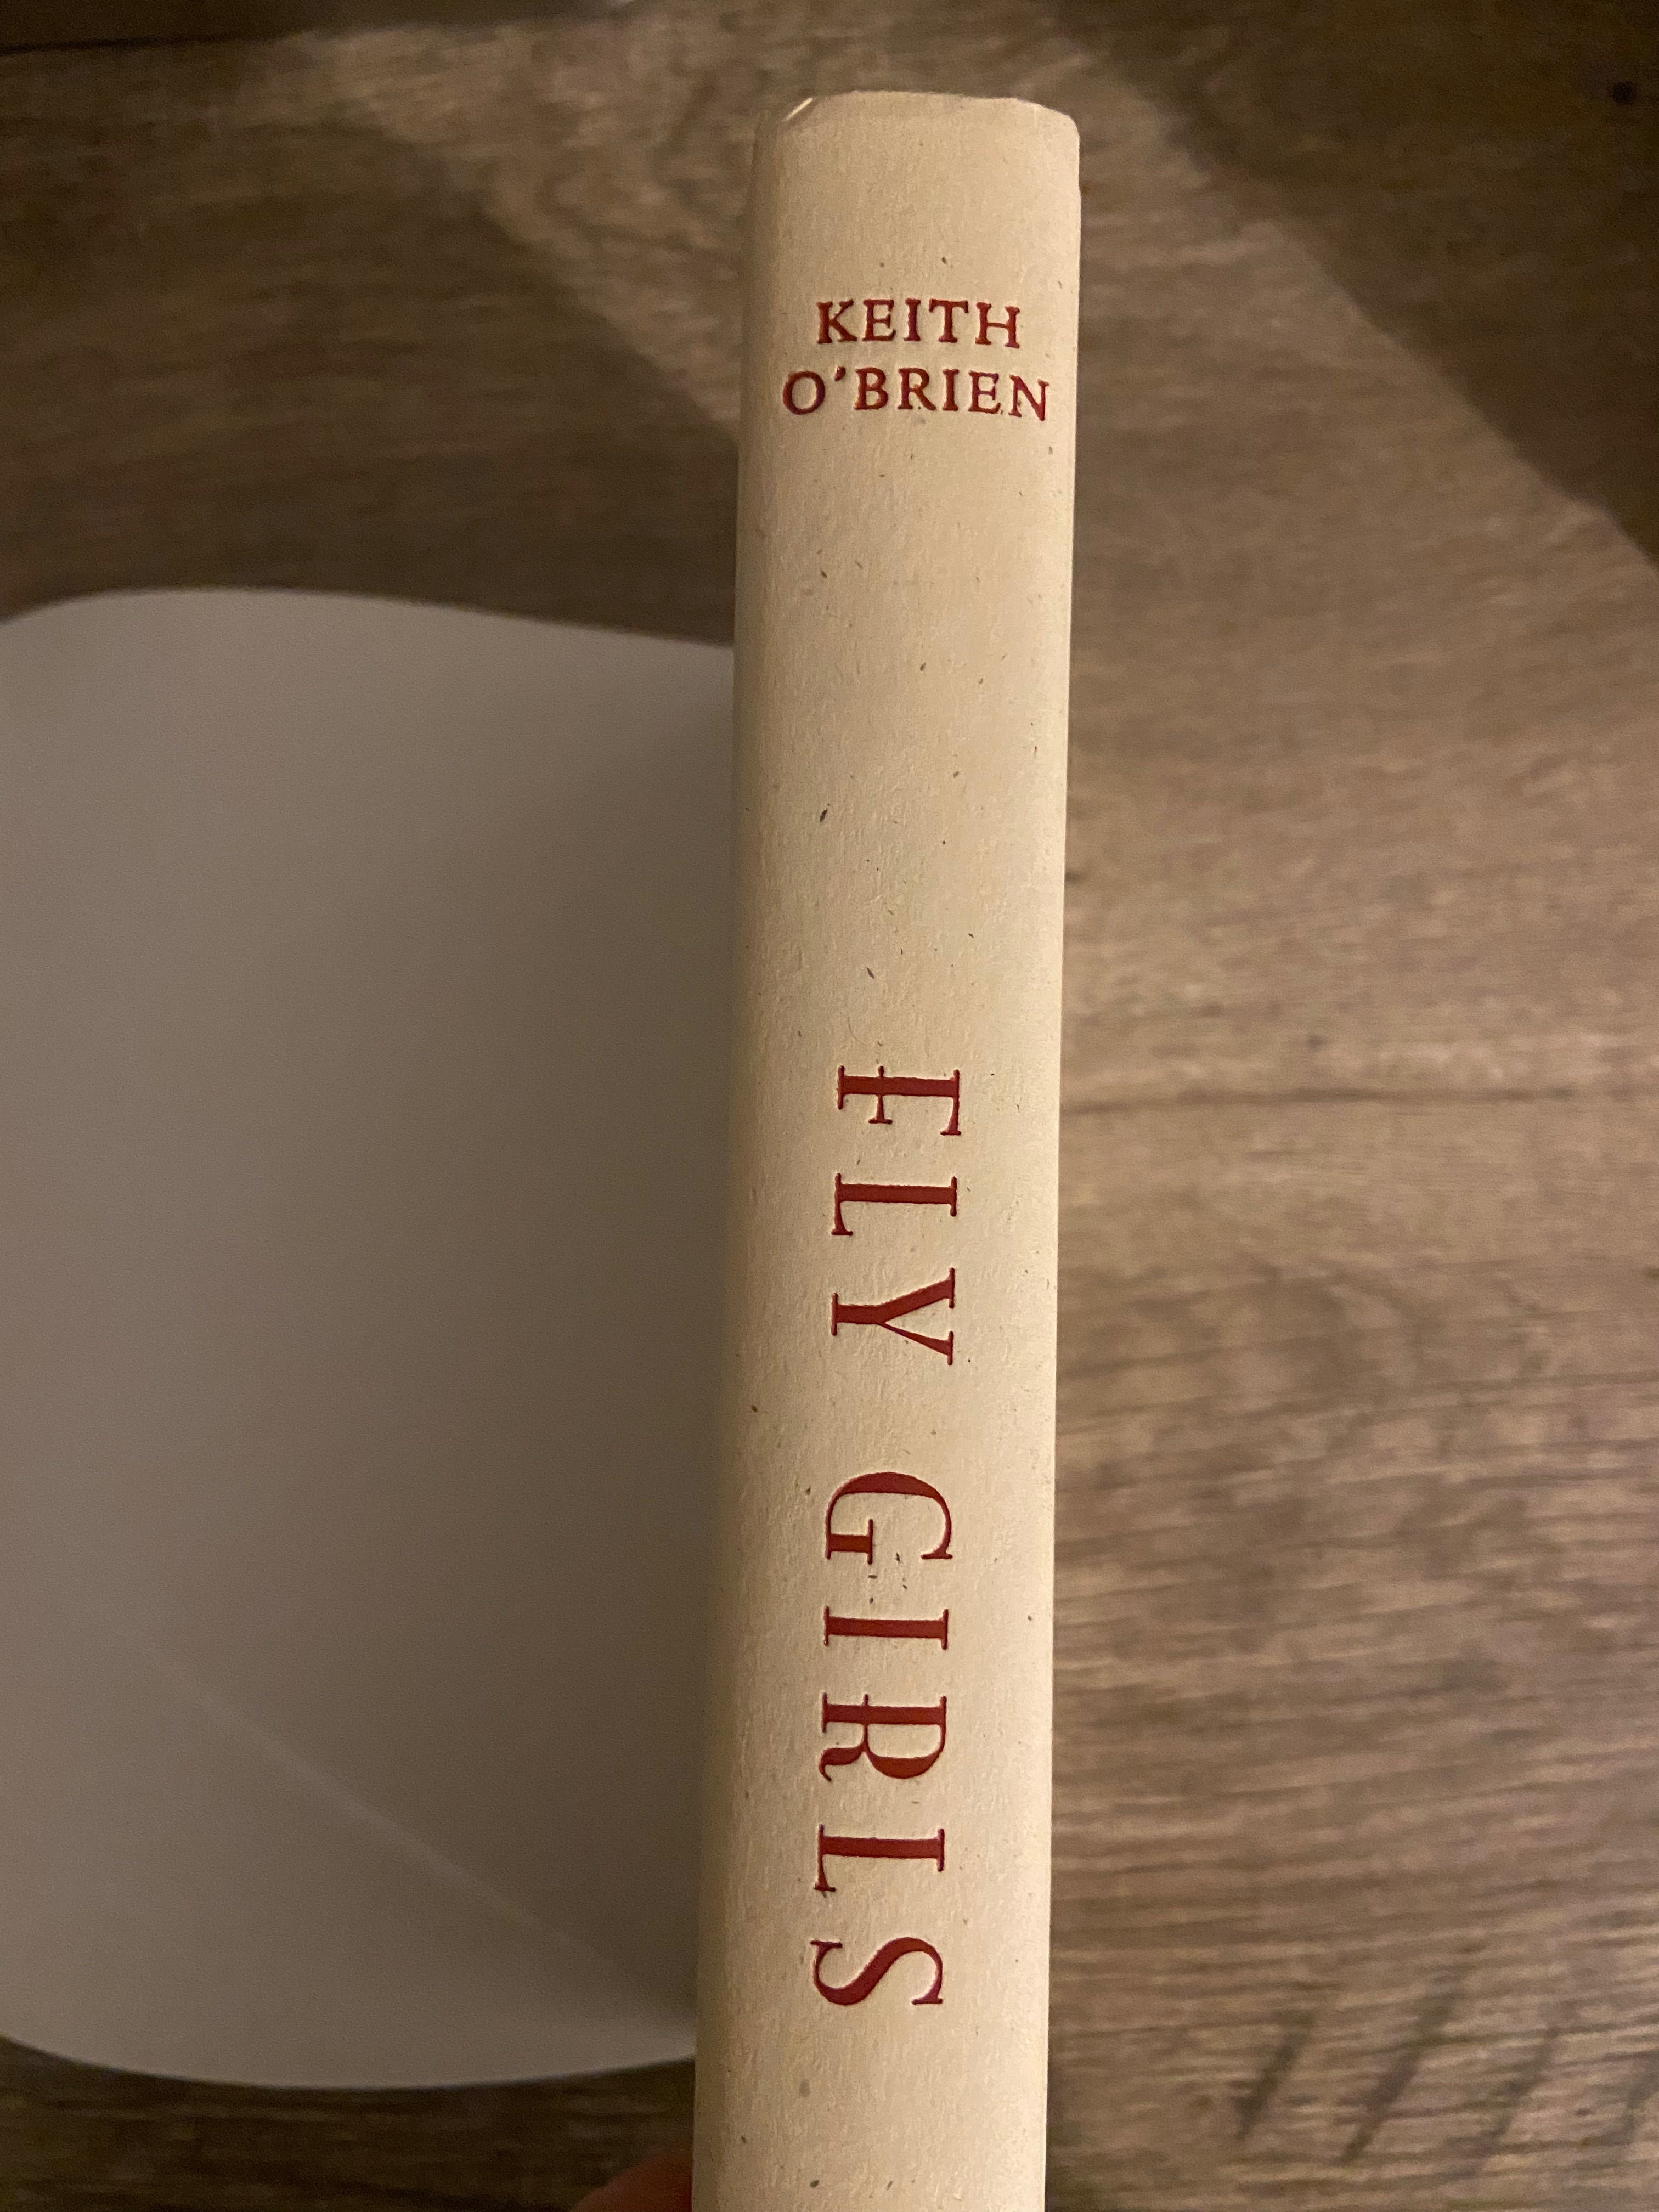 KEITH
O'BRIEN
FLY GIRLS